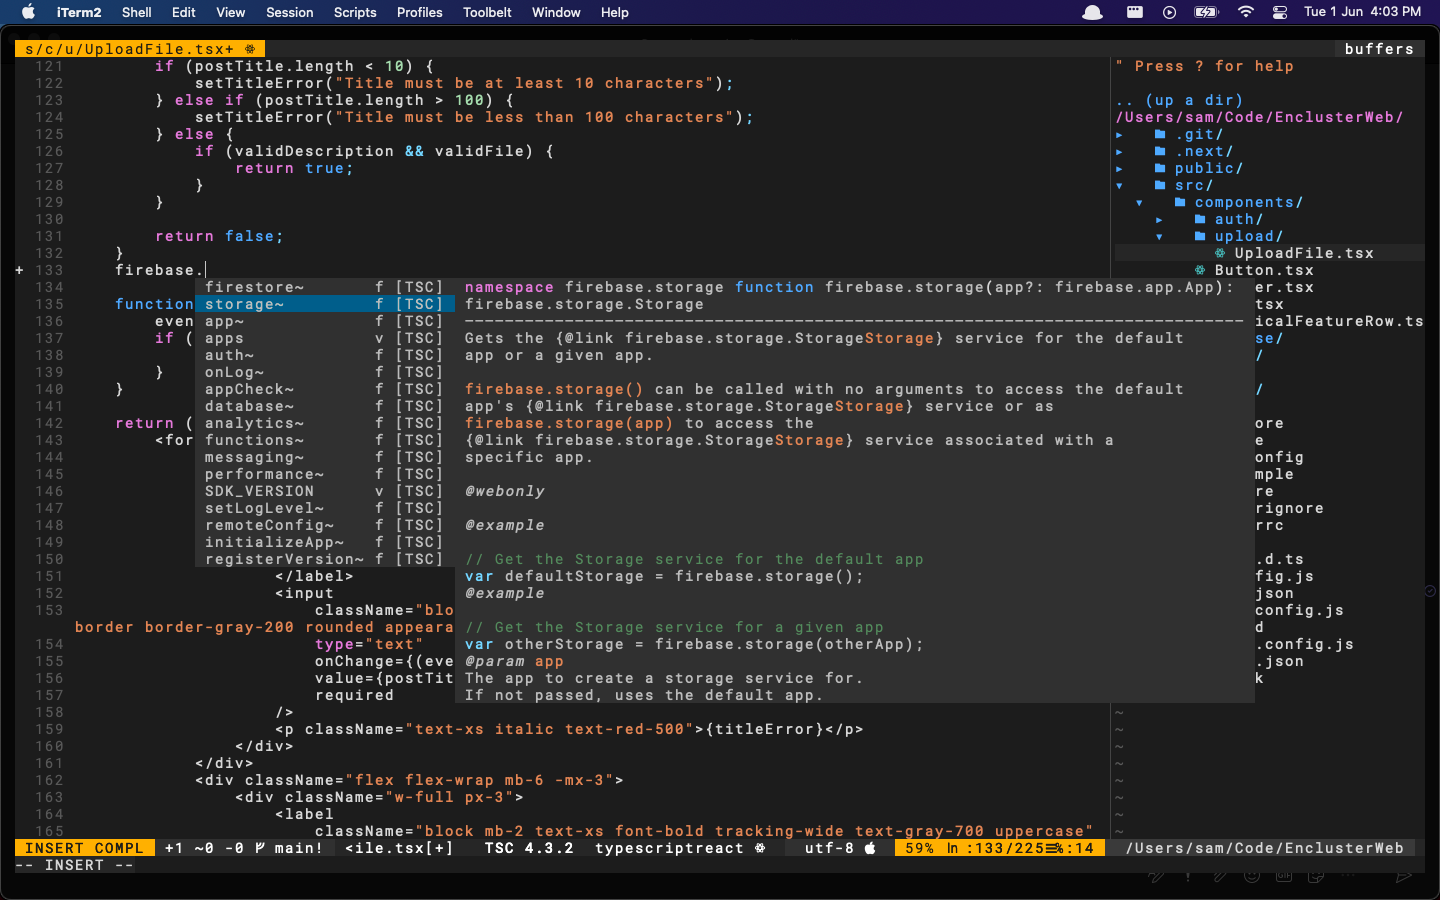 iTerm2 Shell Edit View Session Scripts Profiles Toolbelt Window Help Tue 1 Jun 4:03 PM
s/c/u/UploadFile.tsx+ buffers
121 if (postTitle.length < 10) {
122 setTitleError("Title must be at least 10 characters");
123 } else if (postTitle.length > 100) {
124 setTitleError("Title must be less than 100 characters");
125 } else {
126 if (validDescription && validFile) {
127 return true;
128 }
129 }
130
131 return false;
132 }
+ 133 firebase.
134
135 function
136 even
137 if (
138
139 }
140 }
141
142 return (
143 <for
144
145
146
147
148
149
150
151 </label>
152 <input
153 className="blo
border border-gray-200 rounded appeara
154 type="text"
155 onChange={(eve
156 value={postTit
157 required
158 />
159 <p className="text-xs italic text-red-500">{titleError}</p>
160 </div>
161 </div>
162 <div className="flex flex-wrap mb-6 -mx-3">
163 <div className="w-full px-3">
164 <label
165 className="block mb-2 text-xs font-bold tracking-wide text-gray-700 uppercase"
firestore~ f [TSC]
storage~ f [TSC]
app~ f [TSC]
apps v [TSC]
auth~ f [TSC]
onLog~ f [TSC]
appCheck~ f [TSC]
database~ f [TSC]
analytics~ f [TSC]
functions~ f [TSC]
messaging~ f [TSC]
performance~ f [TSC]
SDK_VERSION v [TSC]
setLogLevel~ f [TSC]
remoteConfig~ f [TSC]
initializeApp~ f [TSC]
registerVersion~ f [TSC]
namespace firebase.storage function firebase.storage(app?: firebase.app.App):
firebase.storage.Storage
------------------------------------------------------------------------------
Gets the {@link firebase.storage.StorageStorage} service for the default
app or a given app.
firebase.storage() can be called with no arguments to access the default
app's {@link firebase.storage.StorageStorage} service or as
firebase.storage(app) to access the
{@link firebase.storage.StorageStorage} service associated with a
specific app.
@webonly
@example
// Get the Storage service for the default app
var defaultStorage = firebase.storage();
@example
// Get the Storage service for a given app
var otherStorage = firebase.storage(otherApp);
@param app
The app to create a storage service for.
If not passed, uses the default app.
" Press ? for help
.. (up a dir)
/Users/sam/Code/EnclusterWeb/
▸ .git/
▸ .next/
▸ public/
▾ src/
▾ components/
▸ auth/
▾ upload/
UploadFile.tsx
Button.tsx
er.tsx
tsx
icalFeatureRow.ts
se/
/
/
ore
e
onfig
mple
re
rignore
rrc
.d.ts
fig.js
json
config.js
d
.config.js
.json
k
~
~
~
~
~
~
~
~
INSERT COMPL +1 ~0 -0 main! <ile.tsx[+] TSC 4.3.2 typescriptreact utf-8 59% ln :133/225≡%:14 /Users/sam/Code/EnclusterWeb
-- INSERT --